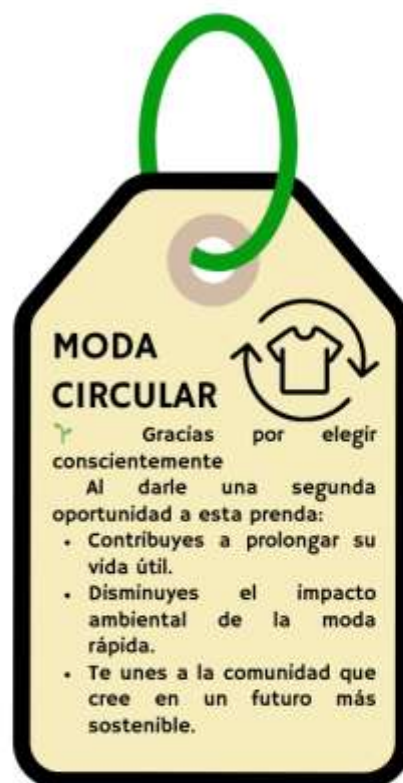 MODA
CIRCULAR
🌱 Gracias por elegir
conscientemente
Al darle una segunda
oportunidad a esta prenda:
• Contribuyes a prolongar su
vida útil.
• Disminuyes el impacto
ambiental de la moda
rápida.
• Te unes a la comunidad que
cree en un futuro más
sostenible.